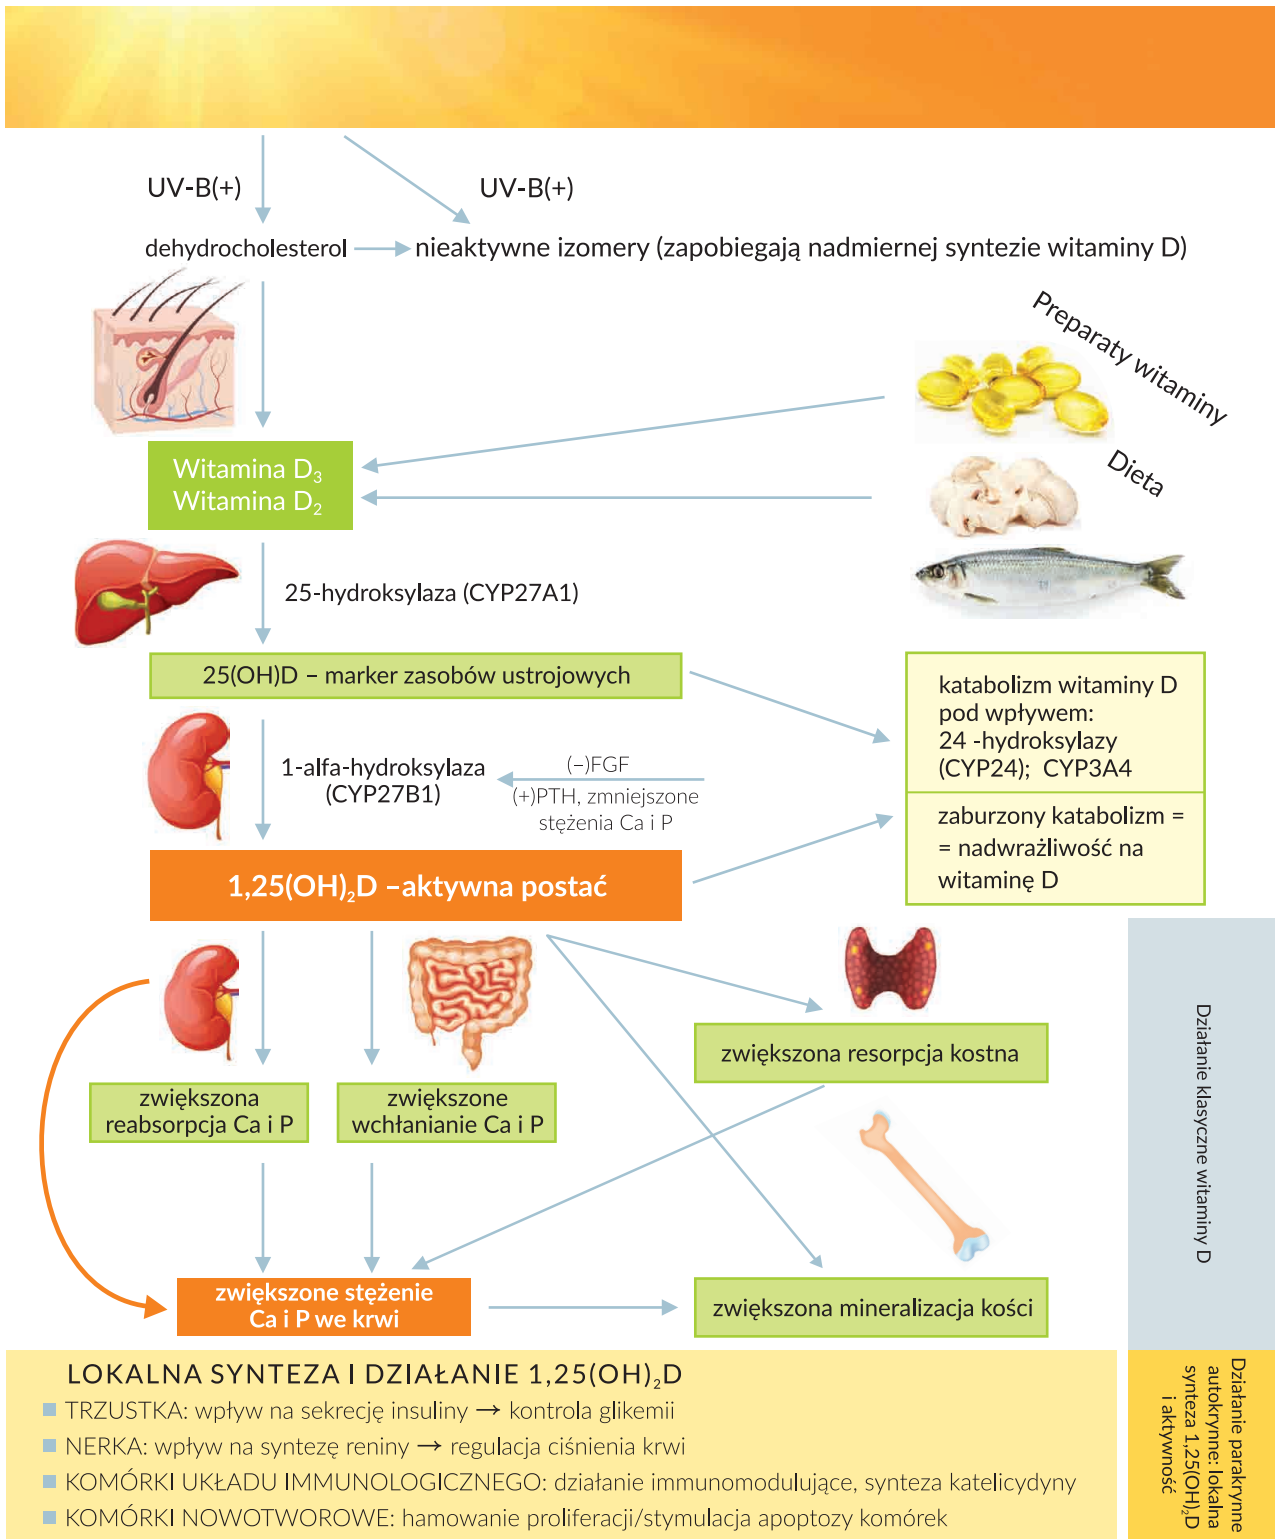 UV-B(+)
UV-B(+)
dehydrocholesterol
nieaktywne izomery (zapobiegają nadmiernej syntezie witaminy D)
Preparaty witaminy
Dieta
Witamina D₃
Witamina D₂
25-hydroksylaza (CYP27A1)
25(OH)D – marker zasobów ustrojowych
katabolizm witaminy D
pod wpływem:
24 -hydroksylazy
(CYP24); CYP3A4
1-alfa-hydroksylaza
(CYP27B1)
(–)FGF
(+)PTH, zmniejszone
stężenia Ca i P
zaburzony katabolizm =
= nadwrażliwość na
witaminę D
1,25(OH)₂D –aktywna postać
zwiększona resorpcja kostna
zwiększona
reabsorpcja Ca i P
zwiększone
wchłanianie Ca i P
zwiększone stężenie
Ca i P we krwi
zwiększona mineralizacja kości
Działanie klasyczne witaminy D
LOKALNA SYNTEZA I DZIAŁANIE 1,25(OH)₂D
TRZUSTKA: wpływ na sekrecję insuliny → kontrola glikemii
NERKA: wpływ na syntezę reniny → regulacja ciśnienia krwi
KOMÓRKI UKŁADU IMMUNOLOGICZNEGO: działanie immunomodulujące, synteza katelicydyny
KOMÓRKI NOWOTWOROWE: hamowanie proliferacji/stymulacja apoptozy komórek
Działanie parakrynne
autokrynne: lokalna
synteza 1,25(OH)₂D
i aktywność